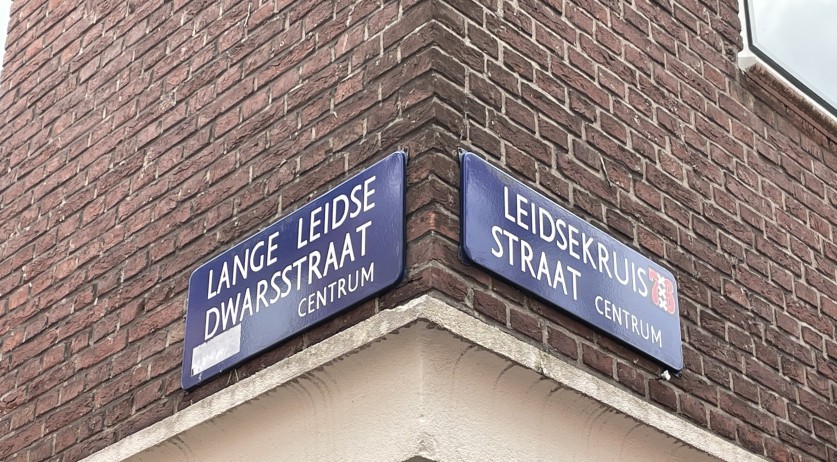 LANGE LEIDSE
DWARSSTRAAT
CENTRUM
LEIDSEKRUIS
STRAAT
CENTRUM